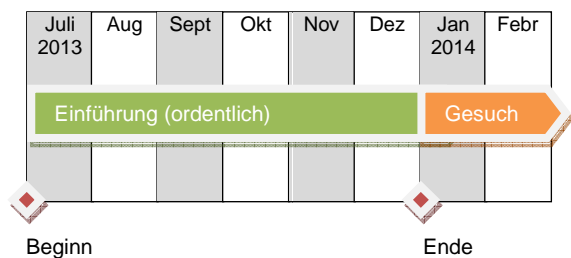 Juli Aug Sept Okt Nov Dez Jan Febr
2013 2014
Einführung (ordentlich) Gesuch
Beginn Ende